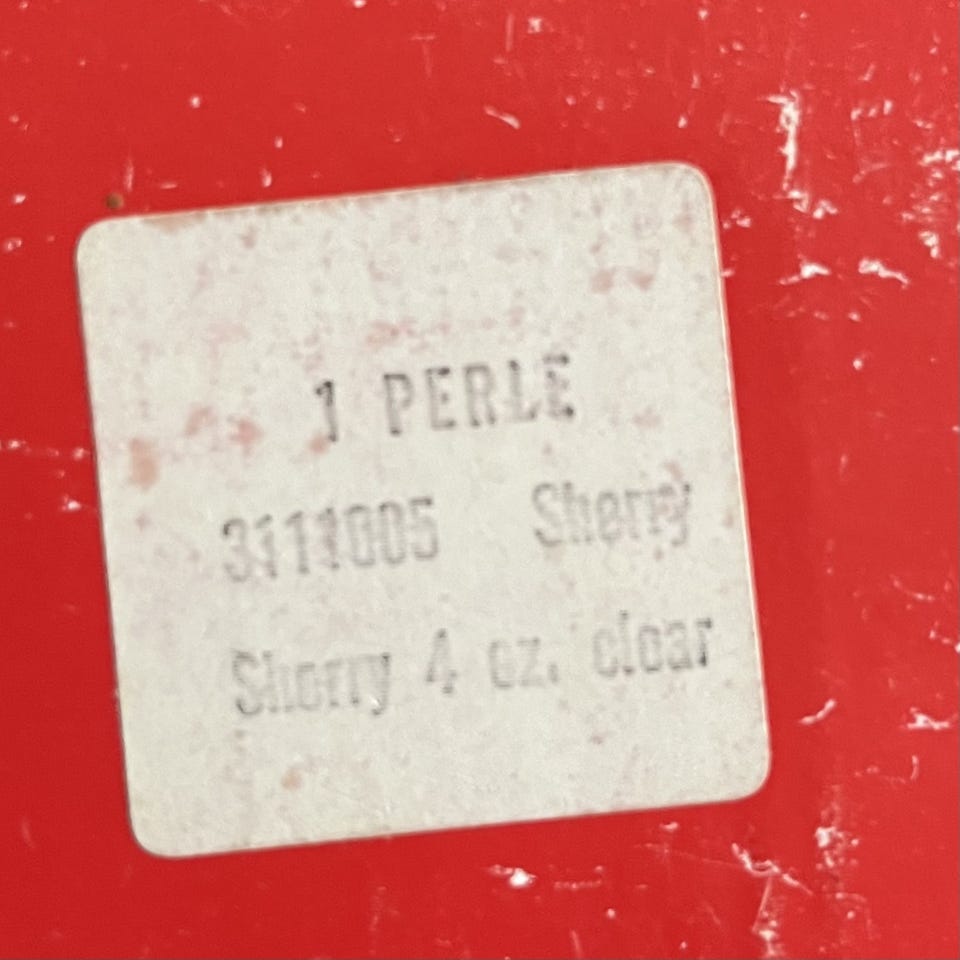 1 PERLE
3111005 Sherry
Sherry 4 oz. clear